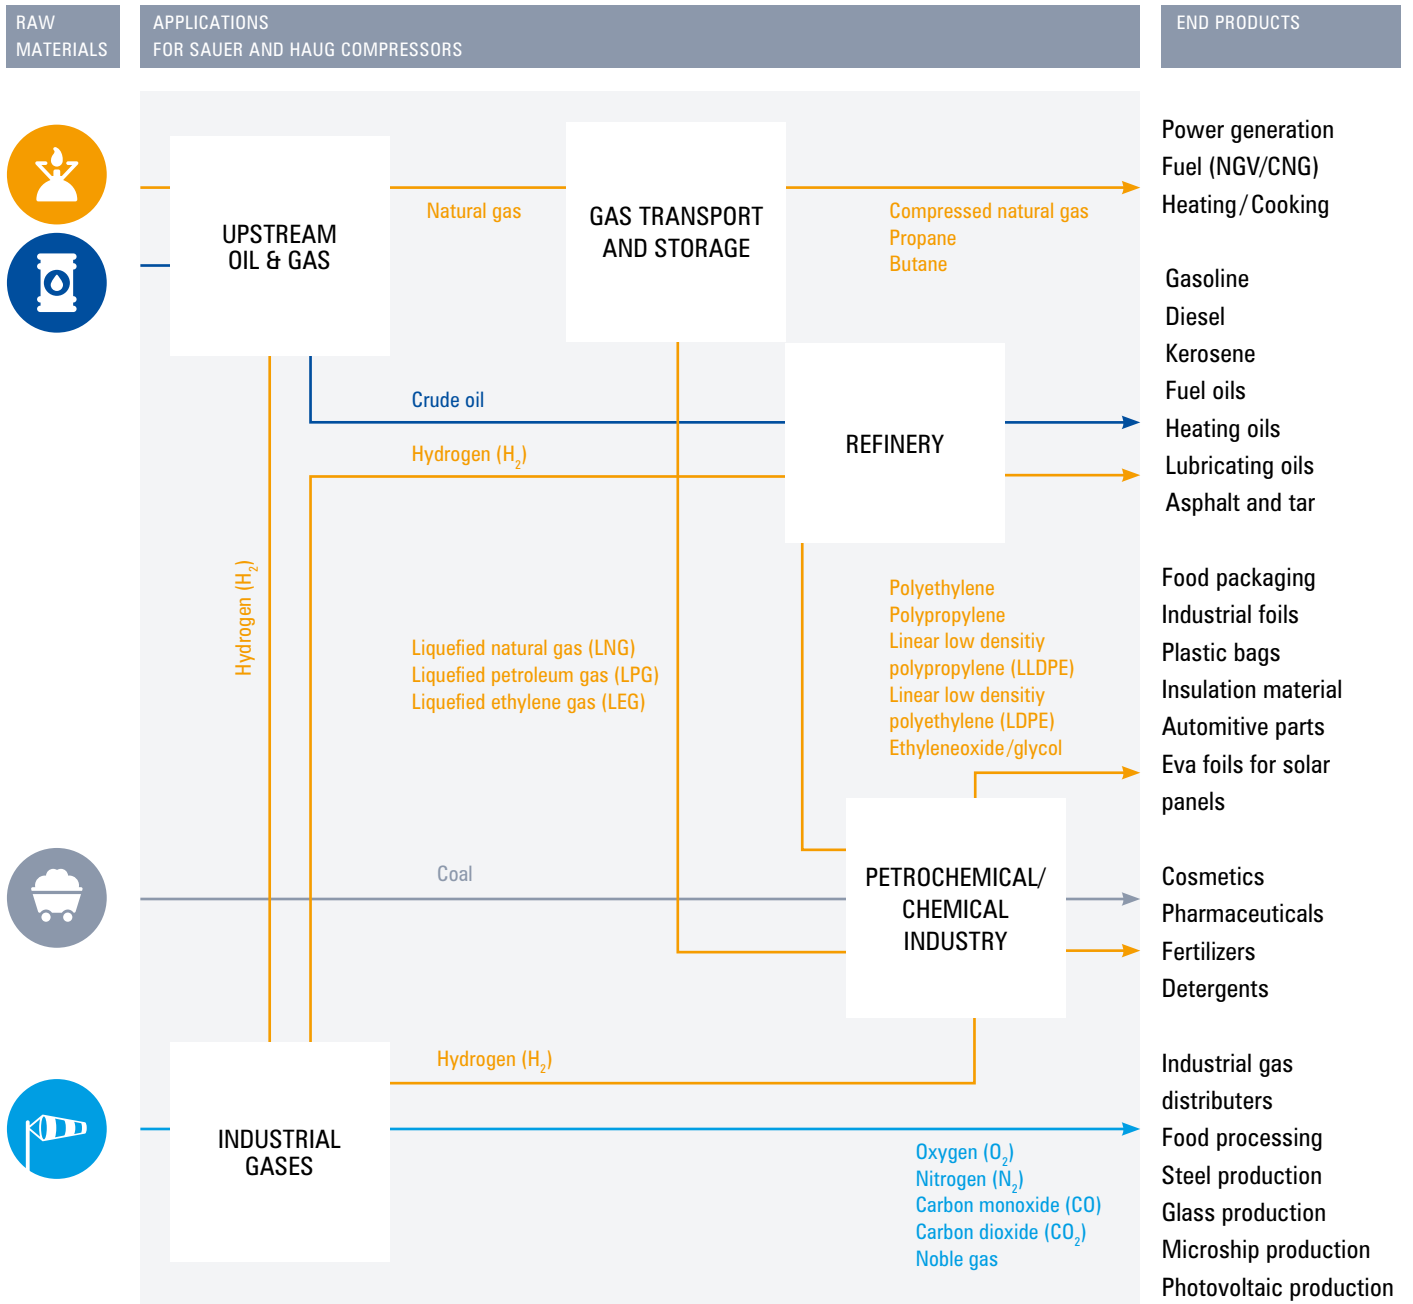 RAW
MATERIALS
APPLICATIONS
FOR SAUER AND HAUG COMPRESSORS
END PRODUCTS
UPSTREAM
OIL & GAS
Natural gas
GAS TRANSPORT
AND STORAGE
Compressed natural gas
Propane
Butane
Power generation
Fuel (NGV/CNG)
Heating/Cooking
Crude oil
Hydrogen (H₂)
REFINERY
Gasoline
Diesel
Kerosene
Fuel oils
Heating oils
Lubricating oils
Asphalt and tar
Hydrogen (H₂)
Liquefied natural gas (LNG)
Liquefied petroleum gas (LPG)
Liquefied ethylene gas (LEG)
Polyethylene
Polypropylene
Linear low densitiy
polypropylene (LLDPE)
Linear low densitiy
polyethylene (LDPE)
Ethyleneoxide/glycol
Food packaging
Industrial foils
Plastic bags
Insulation material
Automitive parts
Eva foils for solar
panels
Coal
PETROCHEMICAL/
CHEMICAL
INDUSTRY
Cosmetics
Pharmaceuticals
Fertilizers
Detergents
Hydrogen (H₂)
INDUSTRIAL
GASES
Oxygen (O₂)
Nitrogen (N₂)
Carbon monoxide (CO)
Carbon dioxide (CO₂)
Noble gas
Industrial gas
distributers
Food processing
Steel production
Glass production
Microship production
Photovoltaic production